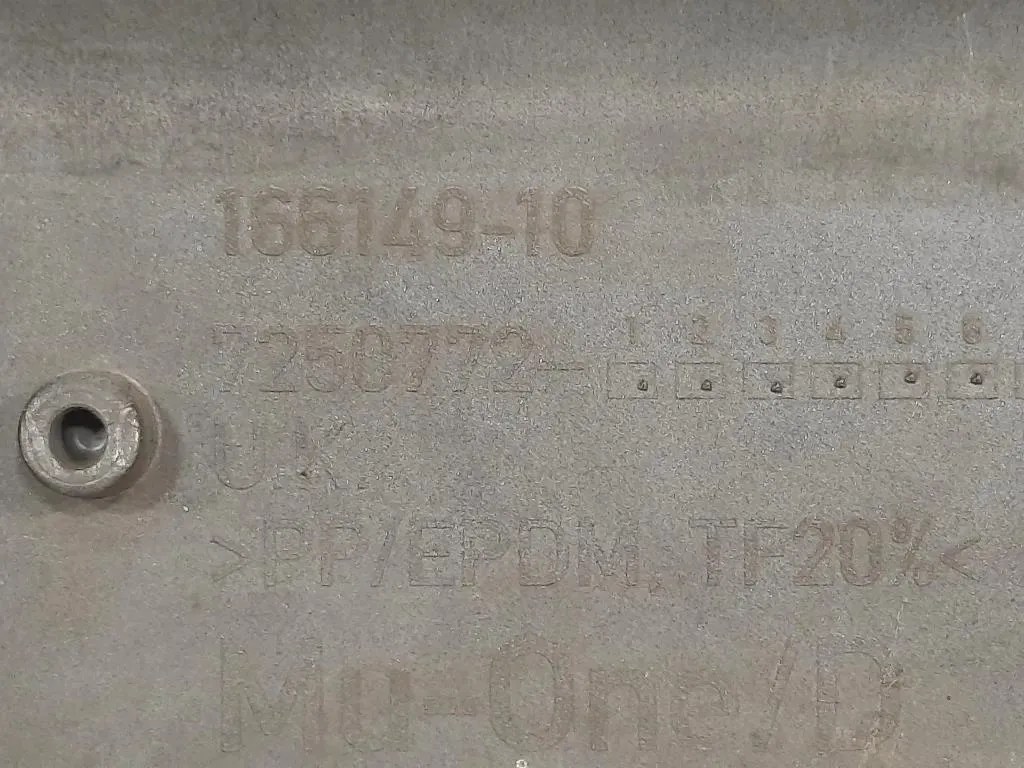 166149-10
1 2 3 4 5 6
7250772-
U.K.
>PP/EPDM, TF20%<
Mu-One/D